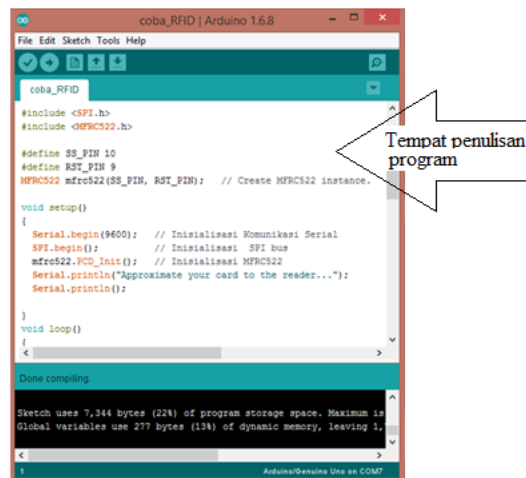 coba_RFID | Arduino 1.6.8
File Edit Sketch Tools Help
coba_RFID
#include <SPI.h>
#include <MFRC522.h>
#define SS_PIN 10
#define RST_PIN 9
MFRC522 mfrc522(SS_PIN, RST_PIN);   // Create MFRC522 instance.
void setup()
{
  Serial.begin(9600);   // Inisialisasi Komunikasi Serial
  SPI.begin();          // Inisialisasi  SPI bus
  mfrc522.PCD_Init();   // Inisialisasi MFRC522
  Serial.println("Approximate your card to the reader...");
  Serial.println();
}
void loop()
{
Tempat penulisan
program
Done compiling.
Sketch uses 7,344 bytes (22%) of program storage space. Maximum is
Global variables use 277 bytes (13%) of dynamic memory, leaving 1,
1
Arduino/Genuino Uno on COM7